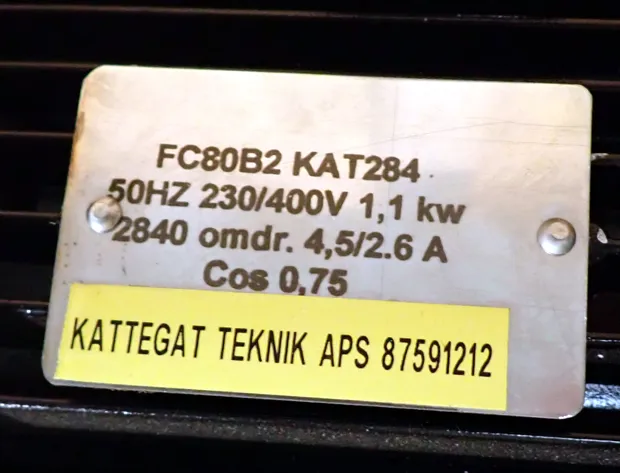 FC80B2 KAT284
50HZ 230/400V 1,1 kw
2840 omdr. 4,5/2.6 A
Cos 0,75
KATTEGAT TEKNIK APS 87591212